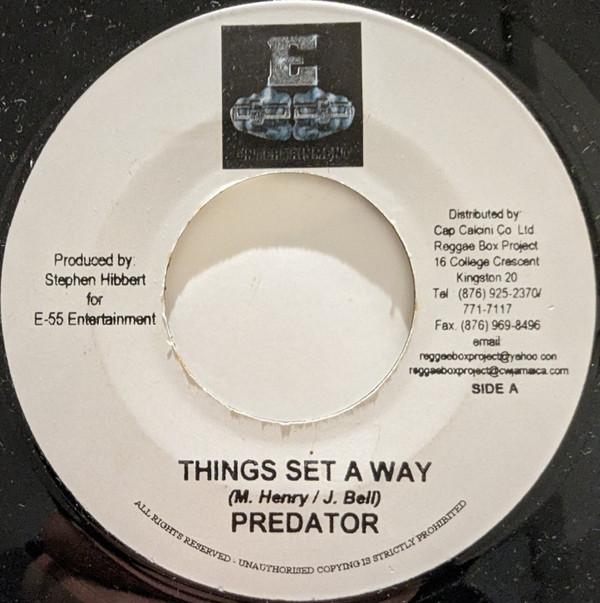 E
ENTERTAINMENT
Produced by:
Stephen Hibbert
for
E-55 Entertainment
Distributed by:
Cap Calcini Co Ltd
Reggae Box Project
16 College Crescent
Kingston 20
Tel (876) 925-2370/
771-7117
Fax. (876) 969-8496
email
reggaeboxproject@yahoo.com
reggaeboxproject@cwjamaica.com
SIDE A
THINGS SET A WAY
(M. Henry / J. Bell)
PREDATOR
ALL RIGHTS RESERVED - UNAUTHORISED COPYING IS STRICTLY PROHIBITED